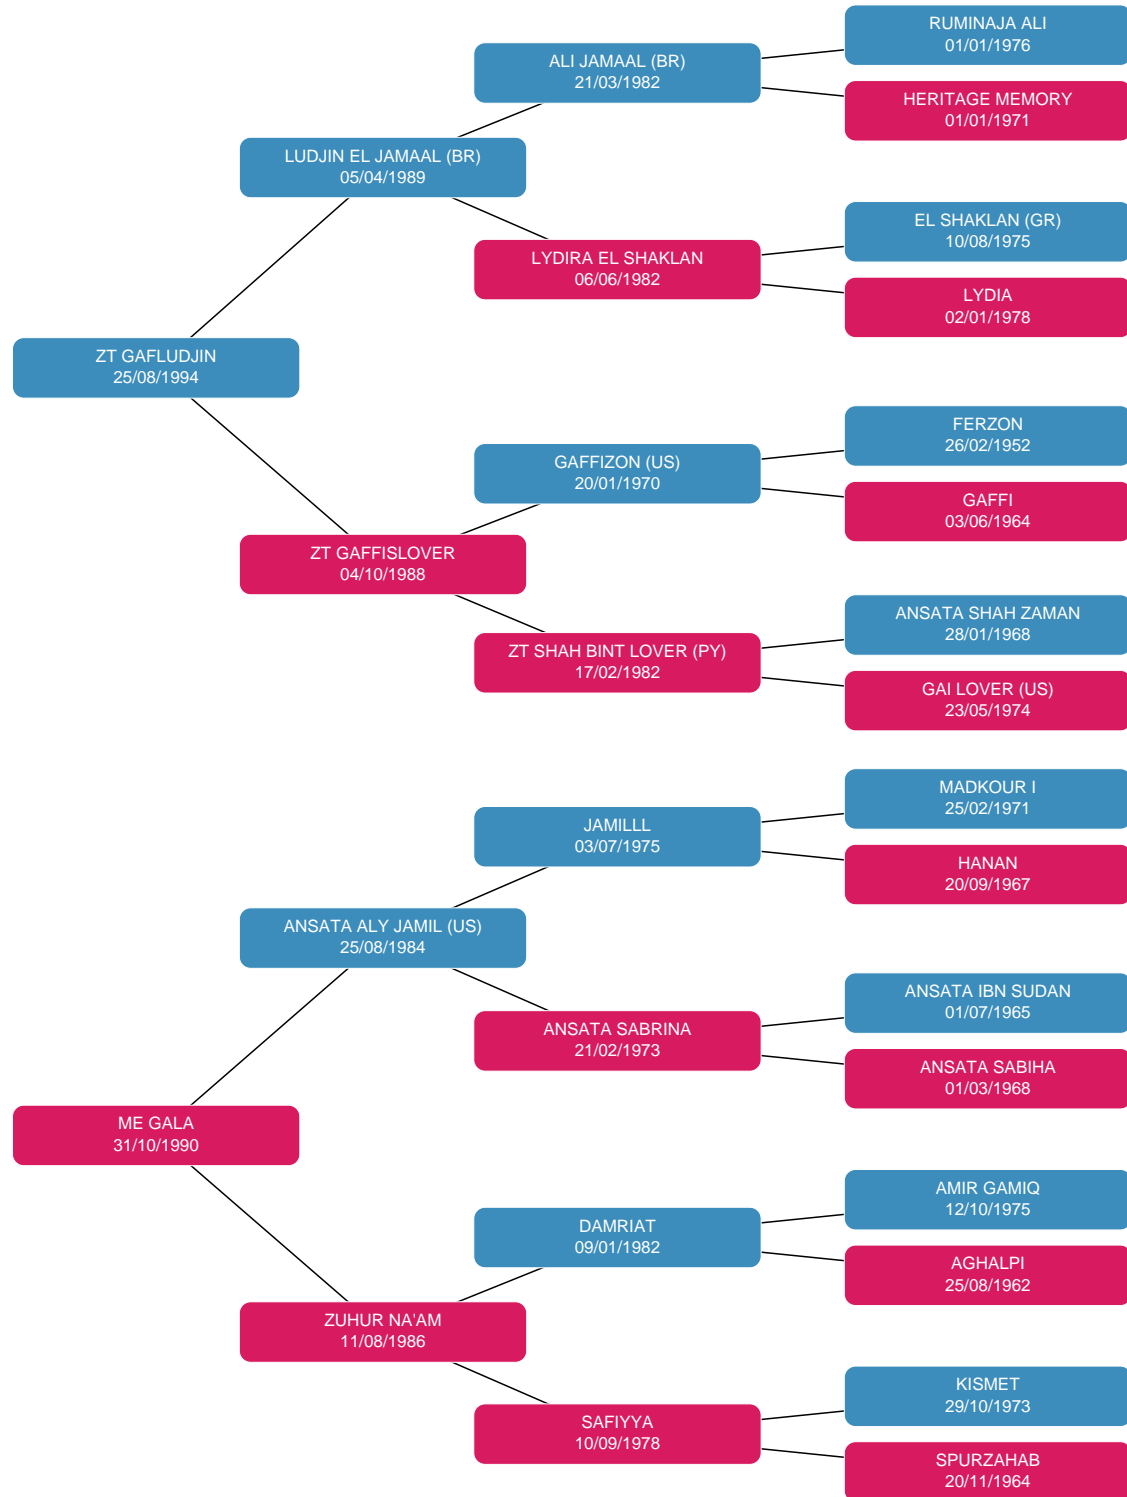 RUMINAJA ALI
01/01/1976
ALI JAMAAL (BR)
21/03/1982
HERITAGE MEMORY
01/01/1971
LUDJIN EL JAMAAL (BR)
05/04/1989
EL SHAKLAN (GR)
10/08/1975
LYDIRA EL SHAKLAN
06/06/1982
LYDIA
02/01/1978
ZT GAFLUDJIN
25/08/1994
FERZON
26/02/1952
GAFFIZON (US)
20/01/1970
GAFFI
03/06/1964
ZT GAFFISLOVER
04/10/1988
ANSATA SHAH ZAMAN
28/01/1968
ZT SHAH BINT LOVER (PY)
17/02/1982
GAI LOVER (US)
23/05/1974
MADKOUR I
25/02/1971
JAMILLL
03/07/1975
HANAN
20/09/1967
ANSATA ALY JAMIL (US)
25/08/1984
ANSATA IBN SUDAN
01/07/1965
ANSATA SABRINA
21/02/1973
ANSATA SABIHA
01/03/1968
ME GALA
31/10/1990
AMIR GAMIQ
12/10/1975
DAMRIAT
09/01/1982
AGHALPI
25/08/1962
ZUHUR NA'AM
11/08/1986
KISMET
29/10/1973
SAFIYYA
10/09/1978
SPURZAHAB
20/11/1964